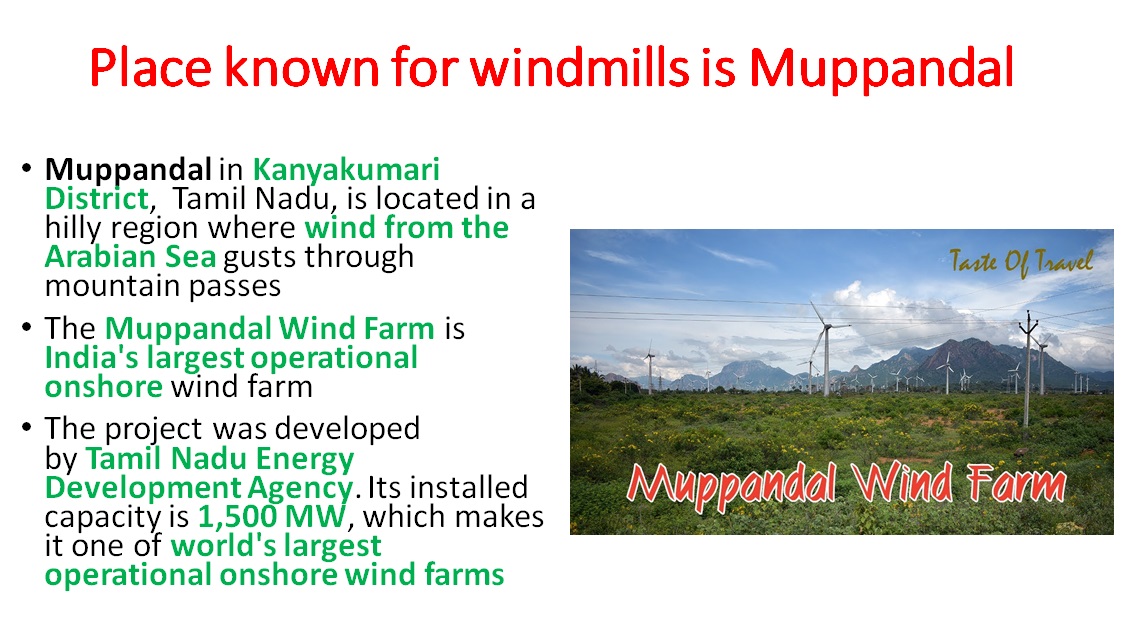 Place known for windmills is Muppandal
• Muppandal in Kanyakumari
District,  Tamil Nadu, is located in a
hilly region where wind from the
Arabian Sea gusts through
mountain passes
• The Muppandal Wind Farm is
India's largest operational
onshore wind farm
• The project was developed
by Tamil Nadu Energy
Development Agency. Its installed
capacity is 1,500 MW, which makes
it one of world's largest
operational onshore wind farms
Taste Of Travel
Muppandal Wind Farm